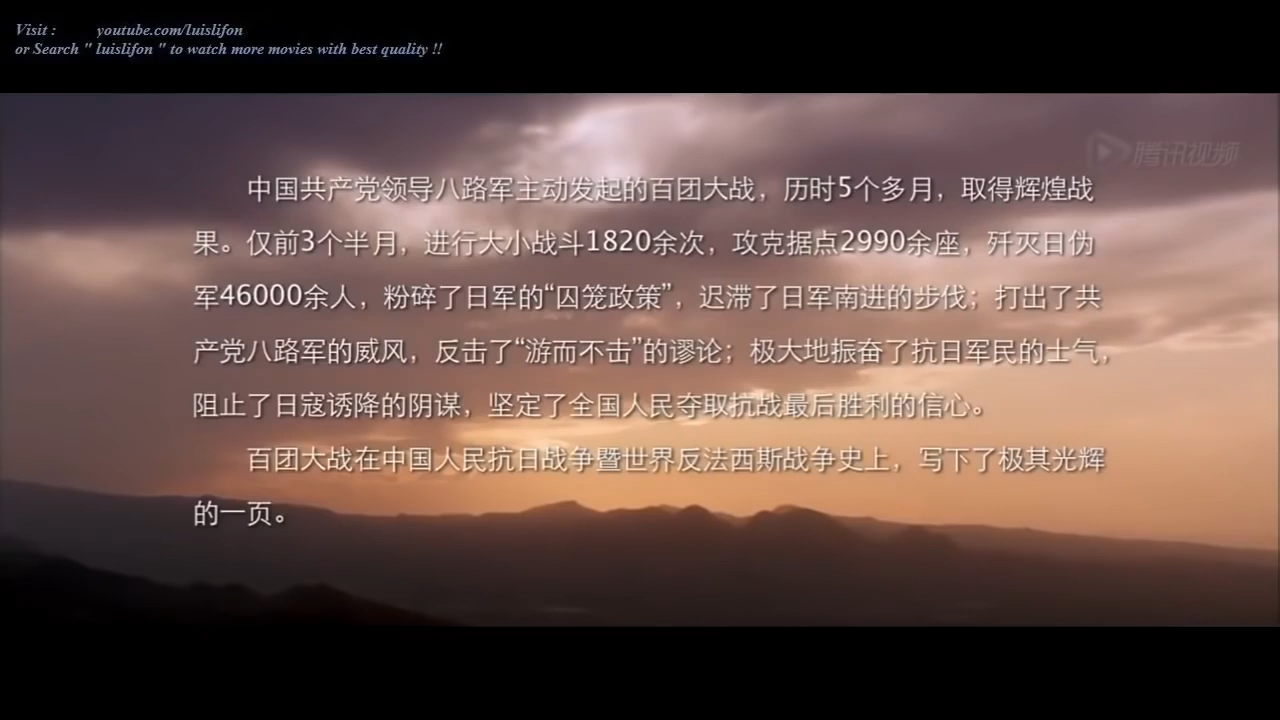 Visit : youtube.com/luislifon
or Search " luislifon " to watch more movies with best quality !!
腾讯视频
中国共产党领导八路军主动发起的百团大战，历时5个多月，取得辉煌战
果。仅前3个半月，进行大小战斗1820余次，攻克据点2990余座，歼灭日伪
军46000余人，粉碎了日军的“囚笼政策”，迟滞了日军南进的步伐；打出了共
产党八路军的威风，反击了“游而不击”的谬论；极大地振奋了抗日军民的士气，
阻止了日寇诱降的阴谋，坚定了全国人民夺取抗战最后胜利的信心。
百团大战在中国人民抗日战争暨世界反法西斯战争史上，写下了极其光辉
的一页。